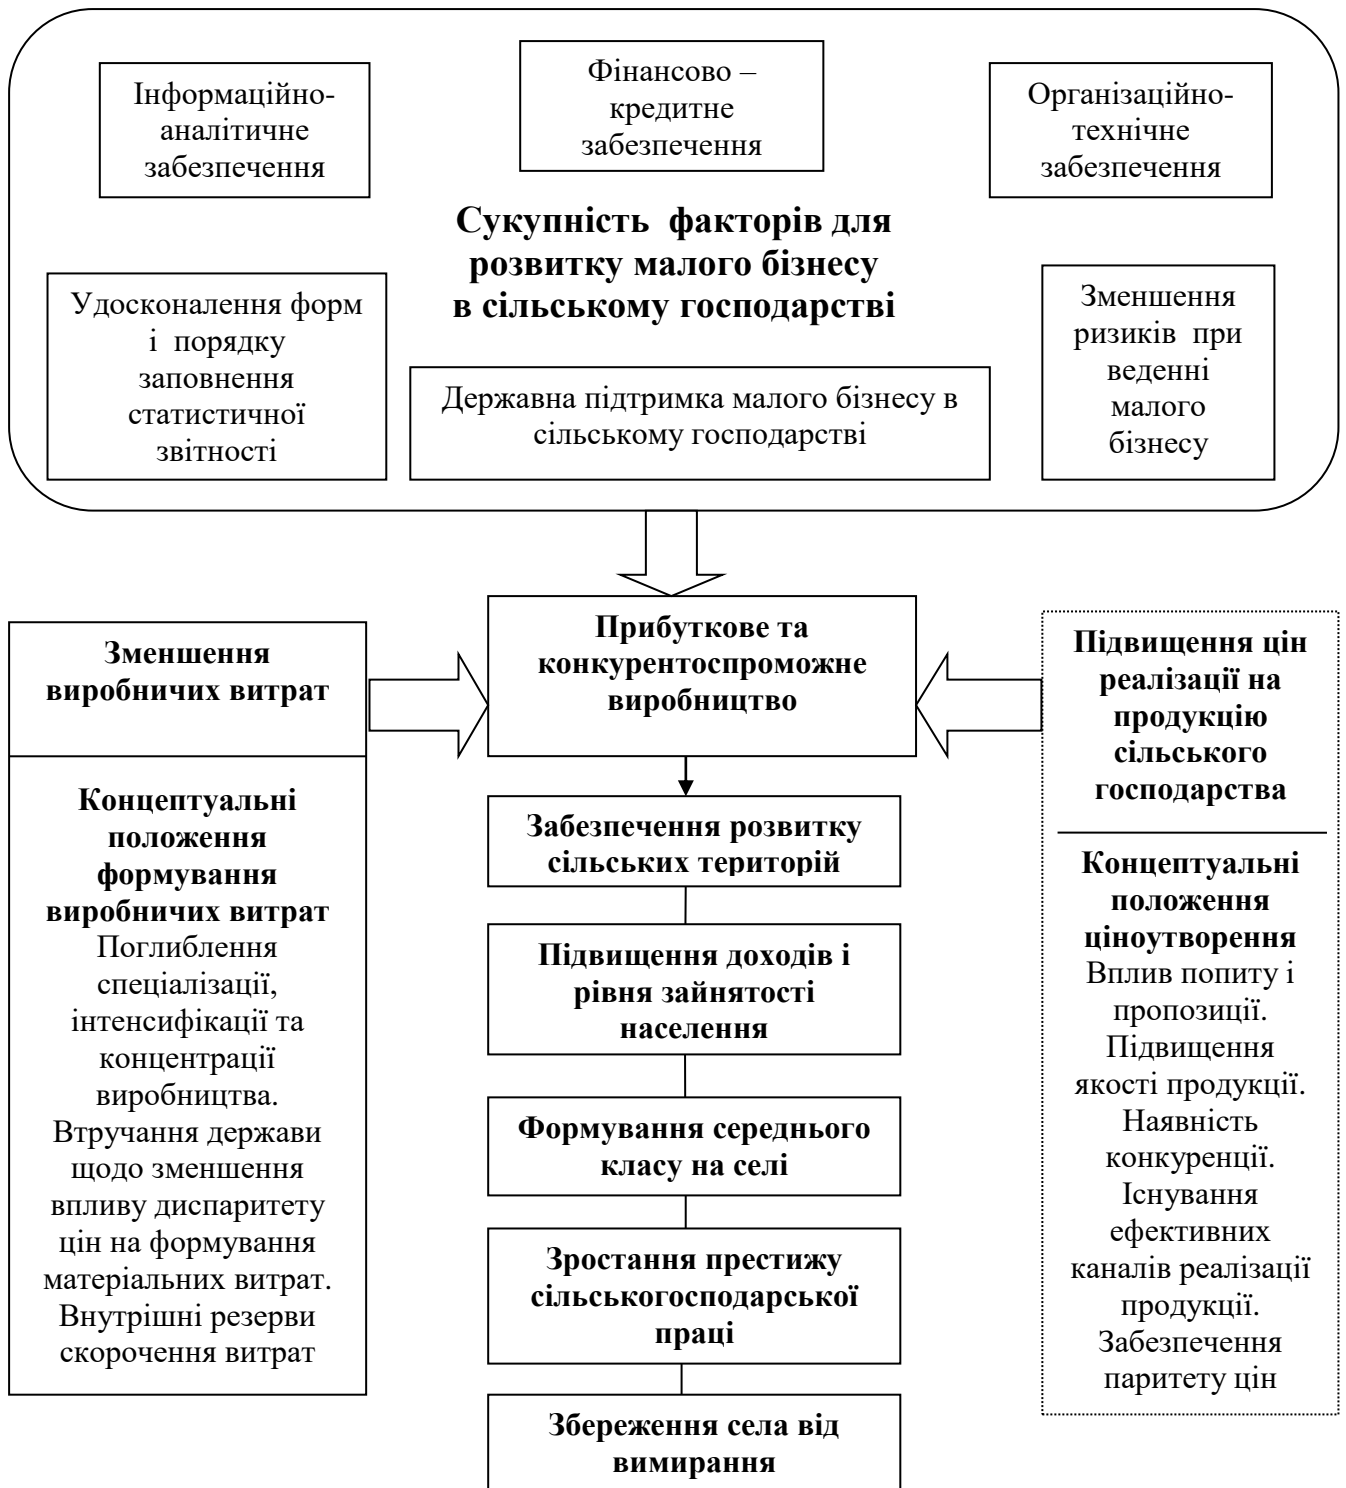 Інформаційно-
аналітичне
забезпечення
Фінансово –
кредитне
забезпечення
Організаційно-
технічне
забезпечення
Сукупність факторів для
розвитку малого бізнесу
в сільському господарстві
Удосконалення форм
і порядку
заповнення
статистичної
звітності
Державна підтримка малого бізнесу в
сільському господарстві
Зменшення
ризиків при
веденні
малого
бізнесу
Зменшення
виробничих витрат
Концептуальні
положення
формування
виробничих витрат
Поглиблення
спеціалізації,
інтенсифікації та
концентрації
виробництва.
Втручання держави
щодо зменшення
впливу диспаритету
цін на формування
матеріальних витрат.
Внутрішні резерви
скорочення витрат
Прибуткове та
конкурентоспроможне
виробництво
Забезпечення розвитку
сільських територій
Підвищення доходів і
рівня зайнятості
населення
Формування середнього
класу на селі
Зростання престижу
сільськогосподарської
праці
Збереження села від
вимирання
Підвищення цін
реалізації на
продукцію
сільського
господарства
Концептуальні
положення
ціноутворення
Вплив попиту і
пропозиції.
Підвищення
якості продукції.
Наявність
конкуренції.
Існування
ефективних
каналів реалізації
продукції.
Забезпечення
паритету цін